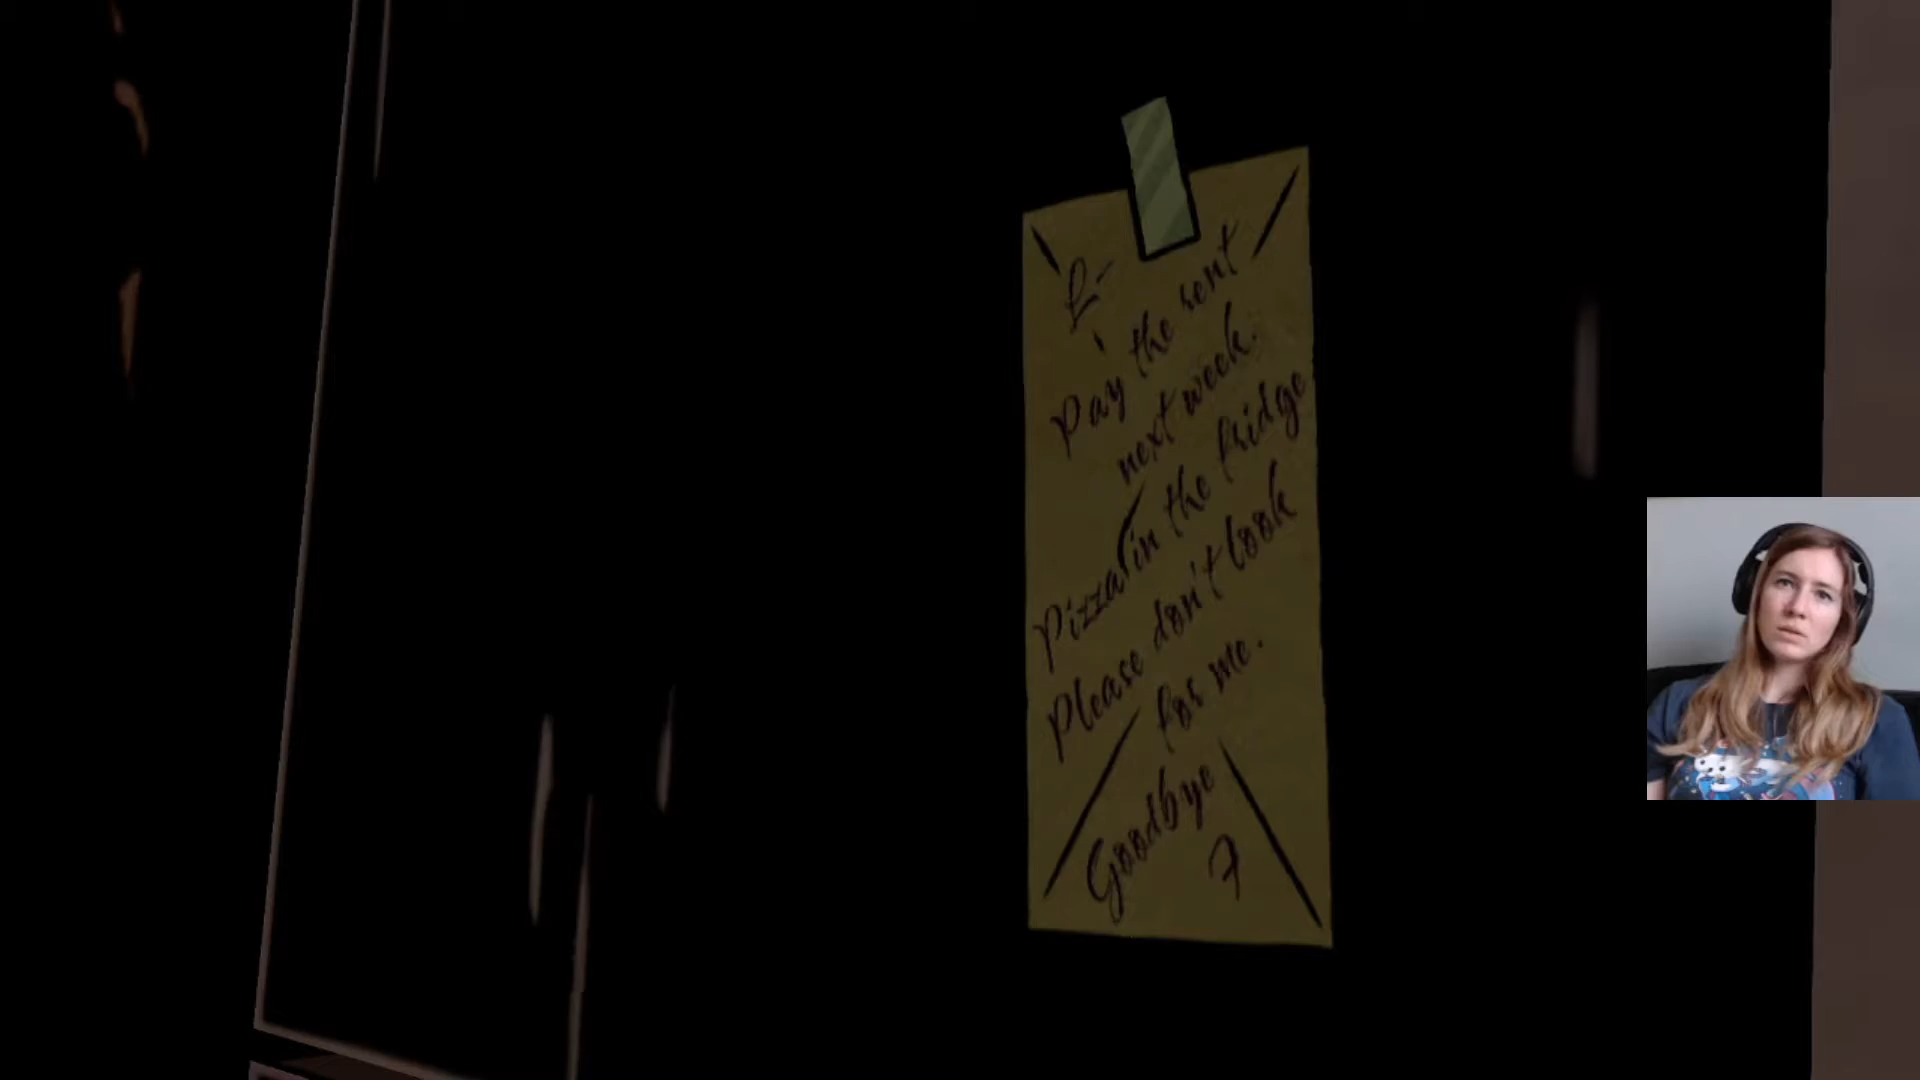 E-
Pay the rent
next week.
Pizza in the fridge
Please don't look
for me.
Goodbye
F